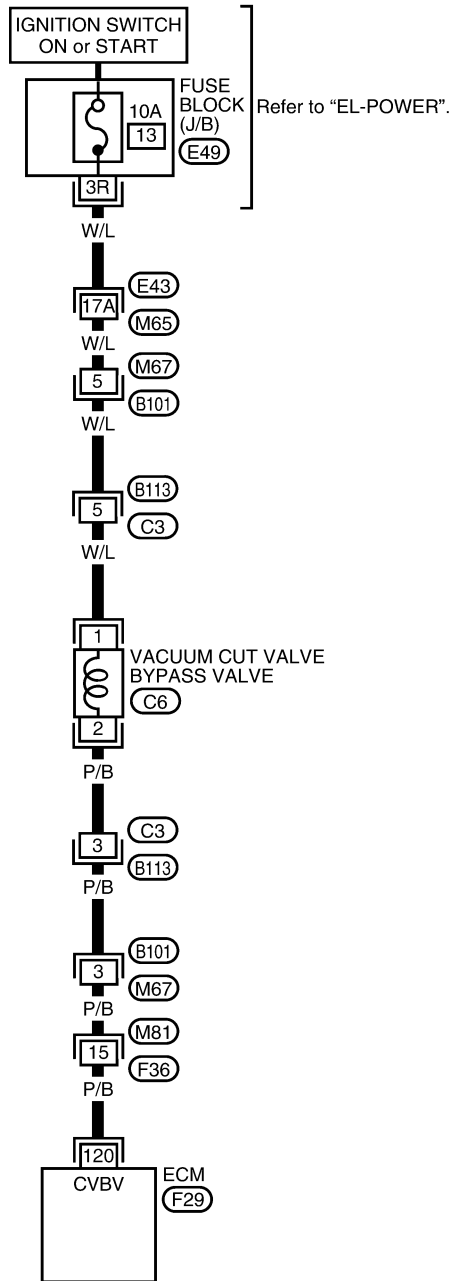 IGNITION SWITCH
ON or START
FUSE
BLOCK
(J/B)
10A
13
E49
Refer to “EL-POWER”.
3R
W/L
E43
17A
M65
W/L
M67
5
B101
W/L
B113
5
C3
W/L
1
VACUUM CUT VALVE
BYPASS VALVE
C6
2
P/B
C3
3
B113
P/B
B101
3
M67
P/B
M81
15
F36
P/B
120
CVBV
ECM
F29